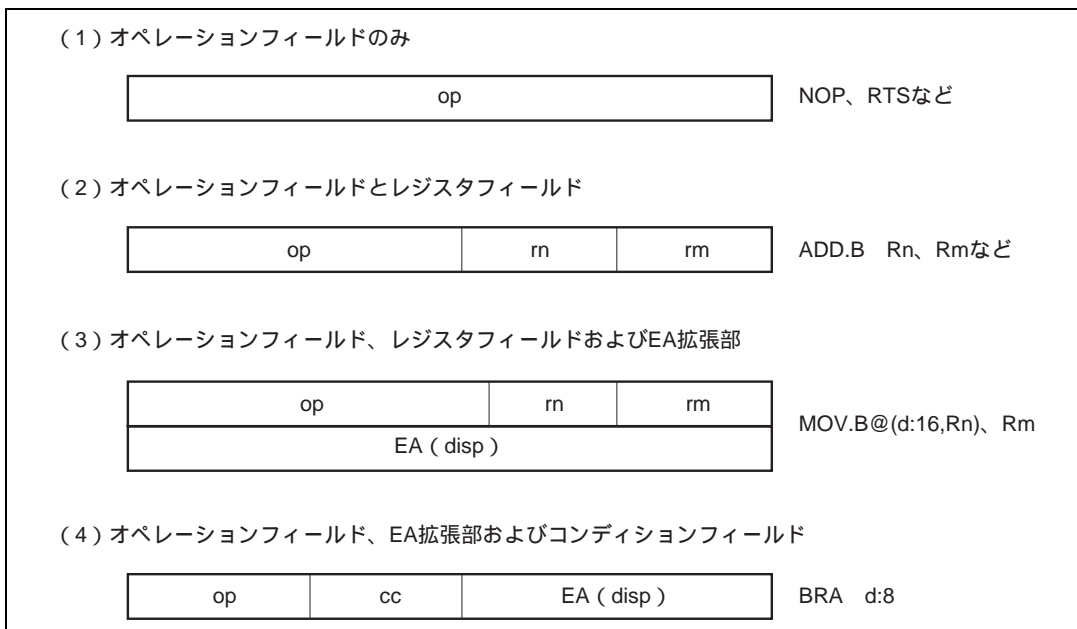 （1）オペレーションフィールドのみ
op
NOP、RTSなど
（2）オペレーションフィールドとレジスタフィールド
op rn rm
ADD.B Rn、Rmなど
（3）オペレーションフィールド、レジスタフィールドおよびEA拡張部
op rn rm
EA（disp）
MOV.B@(d:16,Rn)、Rm
（4）オペレーションフィールド、EA拡張部およびコンディションフィールド
op cc EA（disp）
BRA d:8